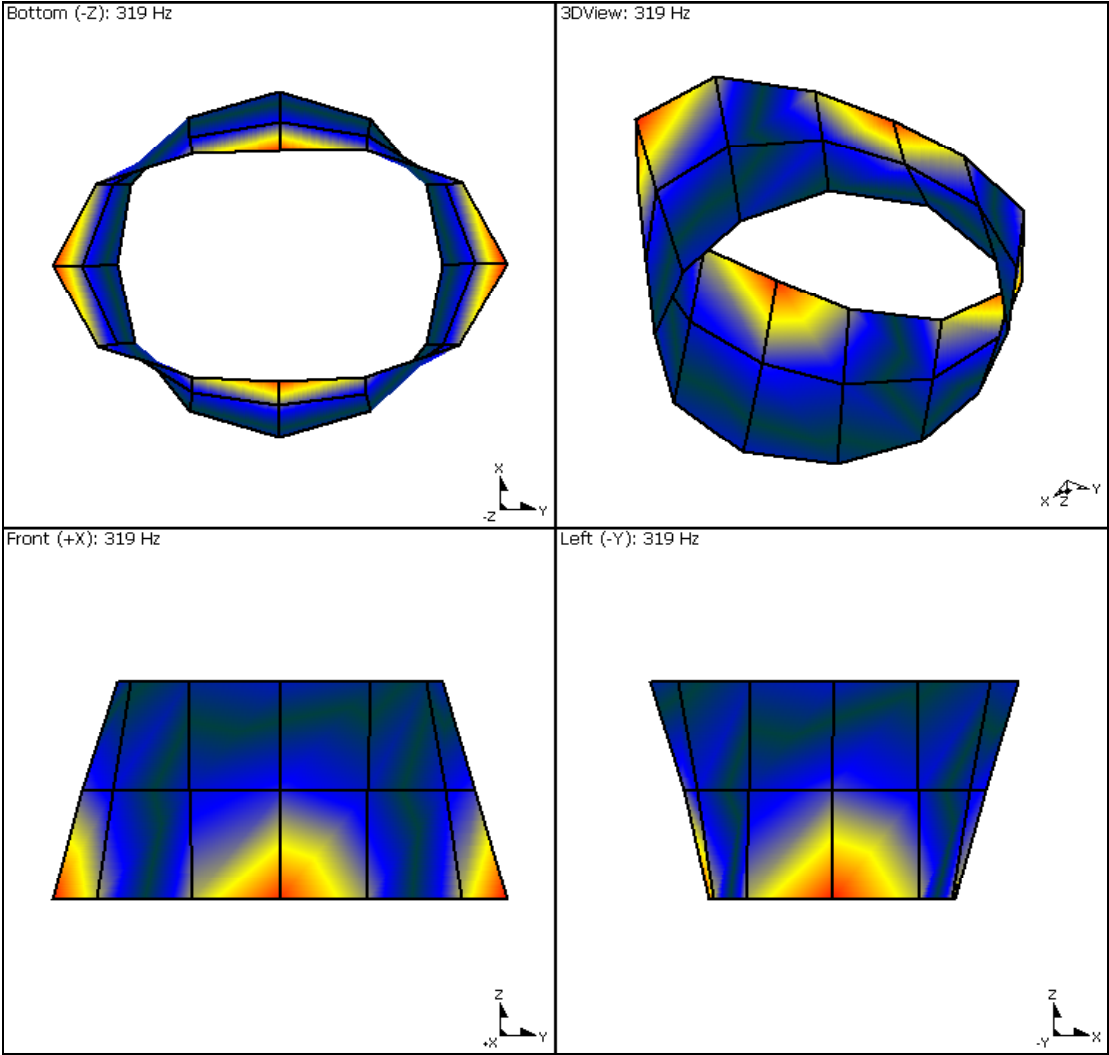 Bottom (-Z): 319 Hz
3DView: 319 Hz
X
-Z
Y
X
Z
Y
Front (+X): 319 Hz
Left (-Y): 319 Hz
Z
+X
Y
Z
-Y
X